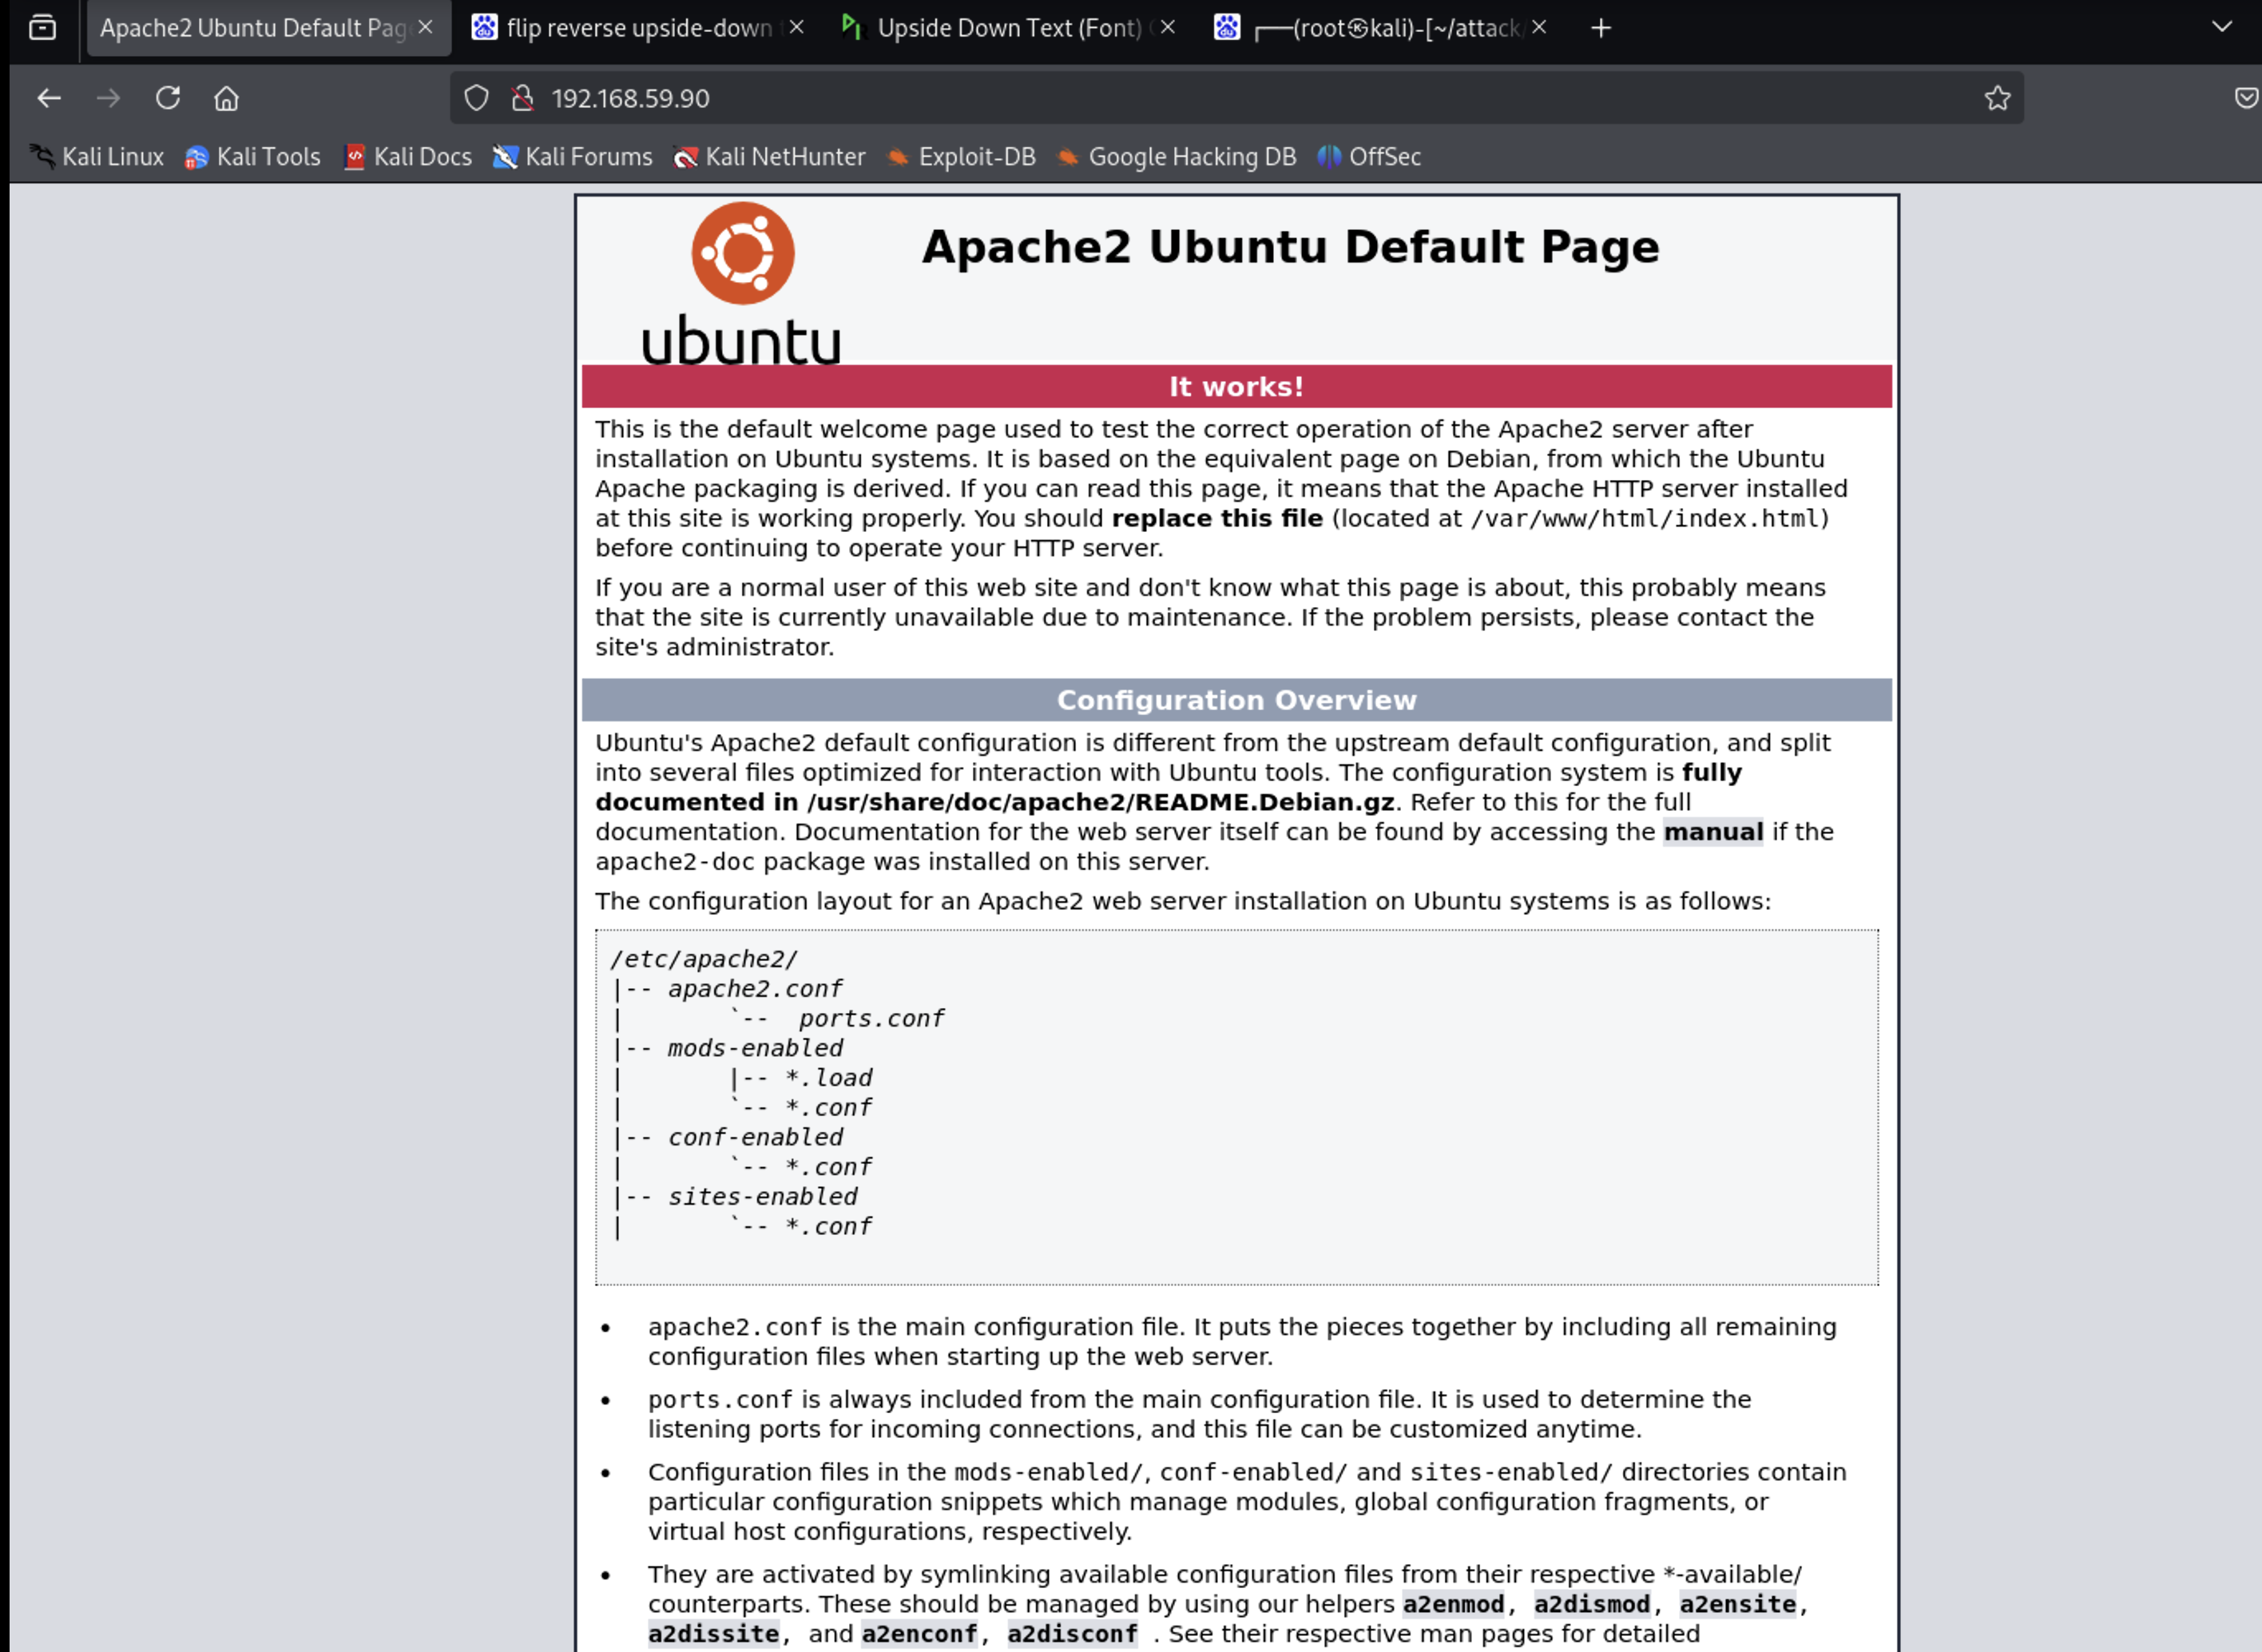 Apache2 Ubuntu Default Pag
flip reverse upside-down
Upside Down Text (Font)
┌──(root㉿kali)-[~/attack
192.168.59.90
Kali Linux Kali Tools Kali Docs Kali Forums Kali NetHunter Exploit-DB Google Hacking DB OffSec
ubuntu
Apache2 Ubuntu Default Page
It works!
This is the default welcome page used to test the correct operation of the Apache2 server after
installation on Ubuntu systems. It is based on the equivalent page on Debian, from which the Ubuntu
Apache packaging is derived. If you can read this page, it means that the Apache HTTP server installed
at this site is working properly. You should replace this file (located at /var/www/html/index.html)
before continuing to operate your HTTP server.
If you are a normal user of this web site and don't know what this page is about, this probably means
that the site is currently unavailable due to maintenance. If the problem persists, please contact the
site's administrator.
Configuration Overview
Ubuntu's Apache2 default configuration is different from the upstream default configuration, and split
into several files optimized for interaction with Ubuntu tools. The configuration system is fully
documented in /usr/share/doc/apache2/README.Debian.gz. Refer to this for the full
documentation. Documentation for the web server itself can be found by accessing the manual if the
apache2-doc package was installed on this server.
The configuration layout for an Apache2 web server installation on Ubuntu systems is as follows:
/etc/apache2/
|-- apache2.conf
|       `--  ports.conf
|-- mods-enabled
|       |-- *.load
|       `-- *.conf
|-- conf-enabled
|       `-- *.conf
|-- sites-enabled
|       `-- *.conf
• apache2.conf is the main configuration file. It puts the pieces together by including all remaining
configuration files when starting up the web server.
• ports.conf is always included from the main configuration file. It is used to determine the
listening ports for incoming connections, and this file can be customized anytime.
• Configuration files in the mods-enabled/, conf-enabled/ and sites-enabled/ directories contain
particular configuration snippets which manage modules, global configuration fragments, or
virtual host configurations, respectively.
• They are activated by symlinking available configuration files from their respective *-available/
counterparts. These should be managed by using our helpers a2enmod, a2dismod, a2ensite,
a2dissite, and a2enconf, a2disconf . See their respective man pages for detailed